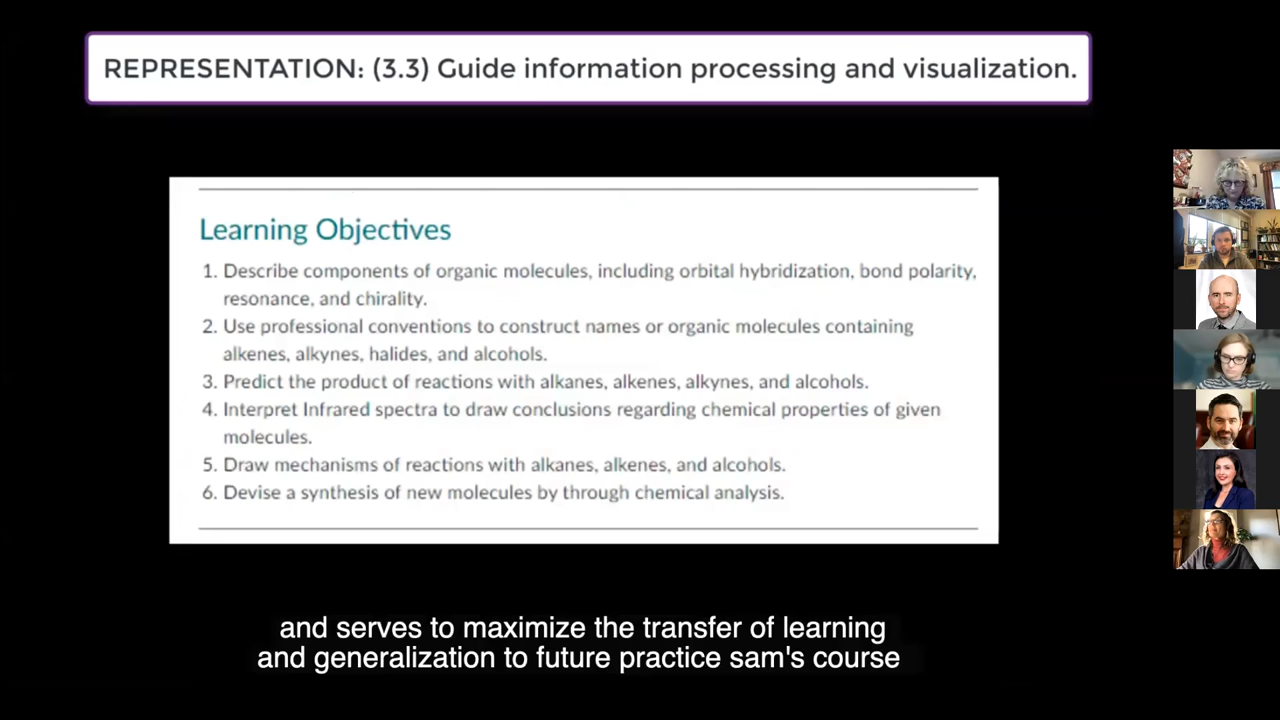 REPRESENTATION: (3.3) Guide information processing and visualization.
Learning Objectives
1. Describe components of organic molecules, including orbital hybridization, bond polarity,
resonance, and chirality.
2. Use professional conventions to construct names or organic molecules containing
alkenes, alkynes, halides, and alcohols.
3. Predict the product of reactions with alkanes, alkenes, alkynes, and alcohols.
4. Interpret Infrared spectra to draw conclusions regarding chemical properties of given
molecules.
5. Draw mechanisms of reactions with alkanes, alkenes, and alcohols.
6. Devise a synthesis of new molecules by through chemical analysis.
and serves to maximize the transfer of learning
and generalization to future practice sam's course